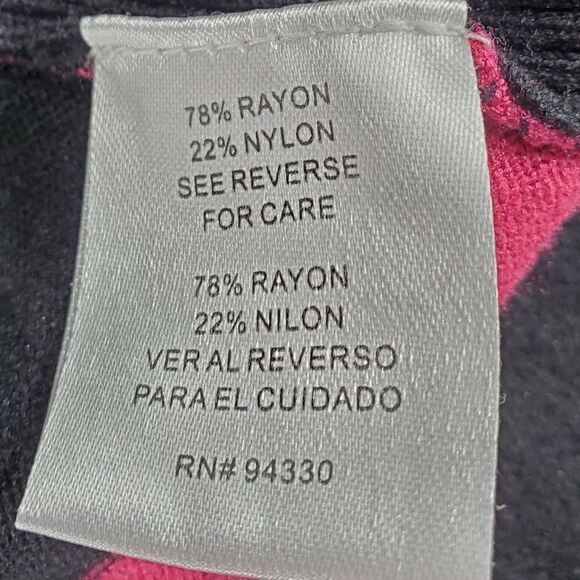 78% RAYON
22% NYLON
SEE REVERSE
FOR CARE
78% RAYON
22% NILON
VER AL REVERSO
PARA EL CUIDADO
RN# 94330